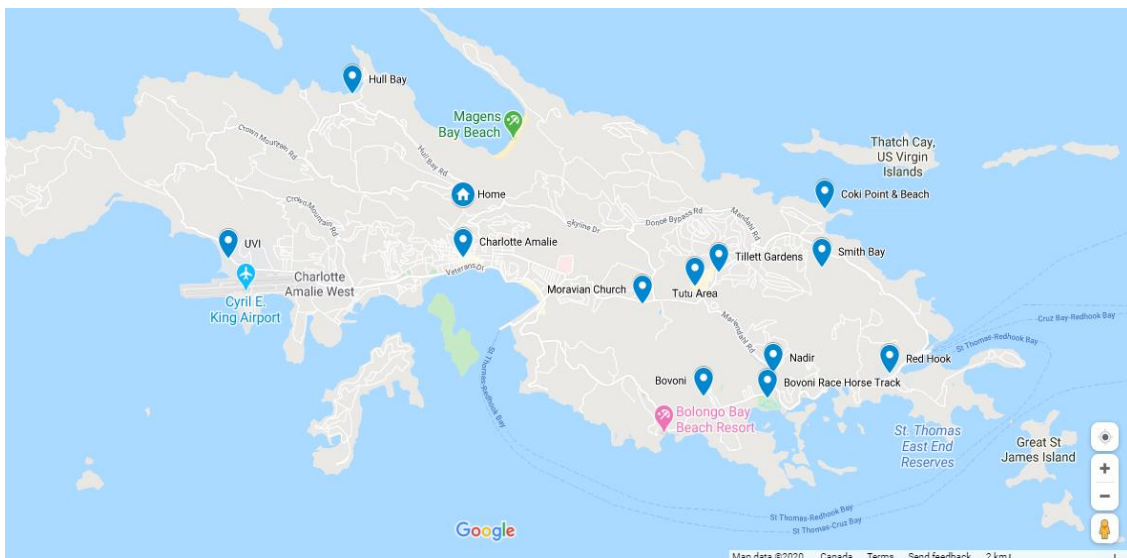 Hull Bay
Magens
Bay Beach
Crown Mountain Rd
Hull Bay Rd
Thatch Cay,
US Virgin
Islands
Home
Coki Point & Beach
Crown Mountain Rd
Skyline Dr
Donoe Bypass Rd
Mandahl Rd
UVI
Charlotte Amalie
Tillett Gardens
Smith Bay
Veterans Dr
Charlotte
Amalie West
Cyril E.
King Airport
Moravian Church
Tutu Area
Cruz Bay-Redhook Bay
St Thomas-Redhook Bay
Mariendahl Rd
St Thomas-Redhook Bay
Nadir
Red Hook
Bovoni
Bovoni Race Horse Track
Bolongo Bay
Beach Resort
St. Thomas
East End
Reserves
Great St
James Island
St Thomas-Redhook Bay
St Thomas-Cruz Bay
Google
Map data ©2020 Canada Terms Send feedback 2 km